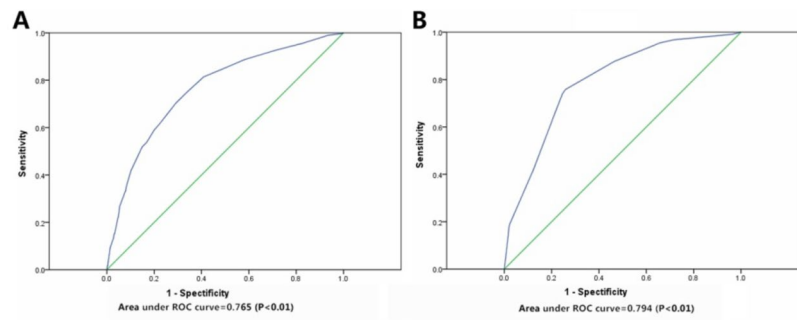 A
1.0
0.8
0.6
0.4
0.2
0.0
Sensitivity
0.0 0.2 0.4 0.6 0.8 1.0
1 - Spectificity
Area under ROC curve=0.765 (P<0.01)
B
1.0
0.8
0.6
0.4
0.2
0.0
Sensitivity
0.0 0.2 0.4 0.6 0.8 1.0
1 - Spectificity
Area under ROC curve=0.794 (P<0.01)